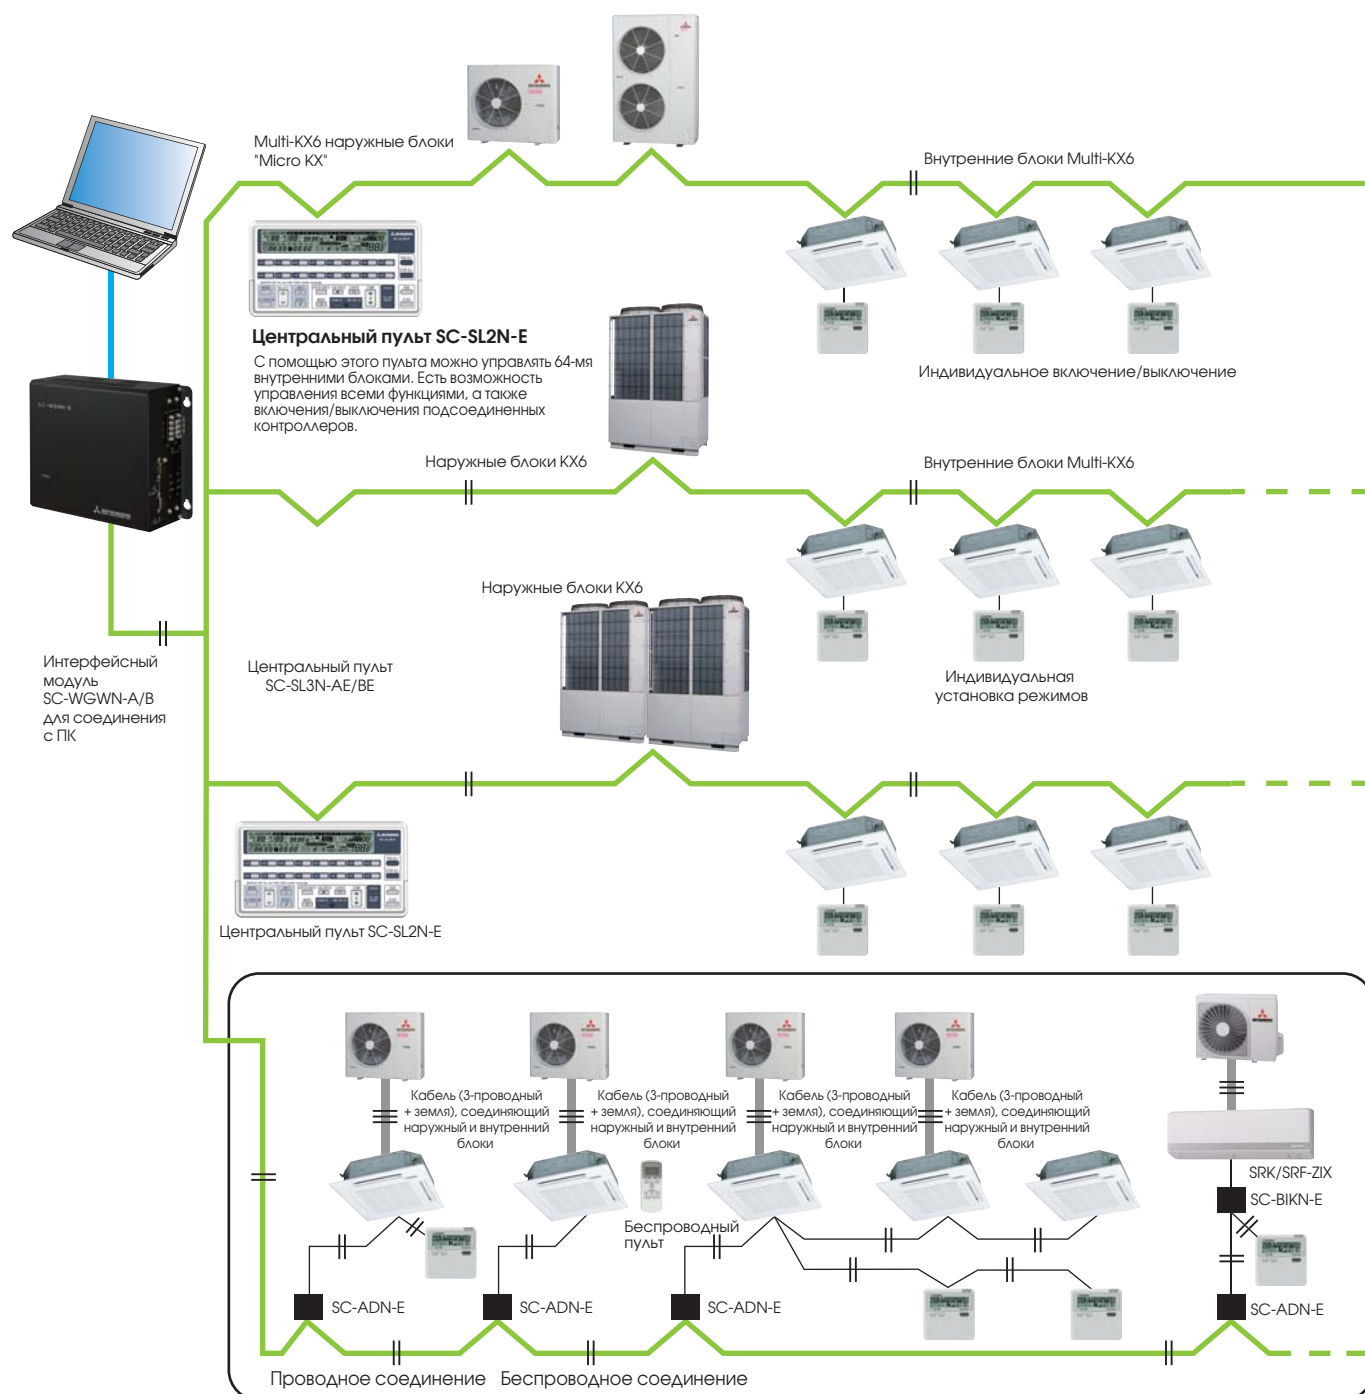 Multi-KX6 наружные блоки
"Micro KX"
Внутренние блоки Multi-KX6
Центральный пульт SC-SL2N-E
С помощью этого пульта можно управлять 64-мя
внутренними блоками. Есть возможность
управления всеми функциями, а также
включения/выключения подсоединенных
контроллеров.
Индивидуальное включение/выключение
Наружные блоки KX6
Внутренние блоки Multi-KX6
Наружные блоки KX6
Интерфейсный
модуль
SC-WGWN-A/B
для соединения
с ПК
Центральный пульт
SC-SL3N-AE/BE
Индивидуальная
установка режимов
Центральный пульт SC-SL2N-E
Кабель (3-проводный
+ земля), соединяющий
наружный и внутренний
блоки
Кабель (3-проводный
+ земля), соединяющий
наружный и внутренний
блоки
Кабель (3-проводный
+ земля), соединяющий
наружный и внутренний
блоки
Кабель (3-проводный
+ земля), соединяющий
наружный и внутренний
блоки
SRK/SRF-ZIX
SC-BIKN-E
Беспроводный
пульт
SC-ADN-E
SC-ADN-E
SC-ADN-E
SC-ADN-E
Проводное соединение
Беспроводное соединение